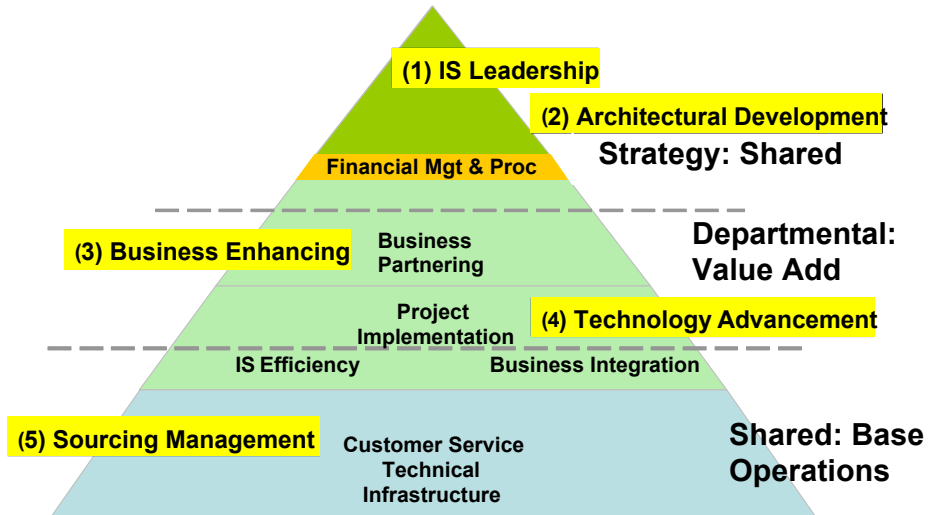 (1) IS Leadership
(2) Architectural Development
Strategy: Shared
Financial Mgt & Proc
(3) Business Enhancing
Business
Partnering
Departmental:
Value Add
Project
Implementation
(4) Technology Advancement
IS Efficiency
Business Integration
(5) Sourcing Management
Customer Service
Technical
Infrastructure
Shared: Base
Operations